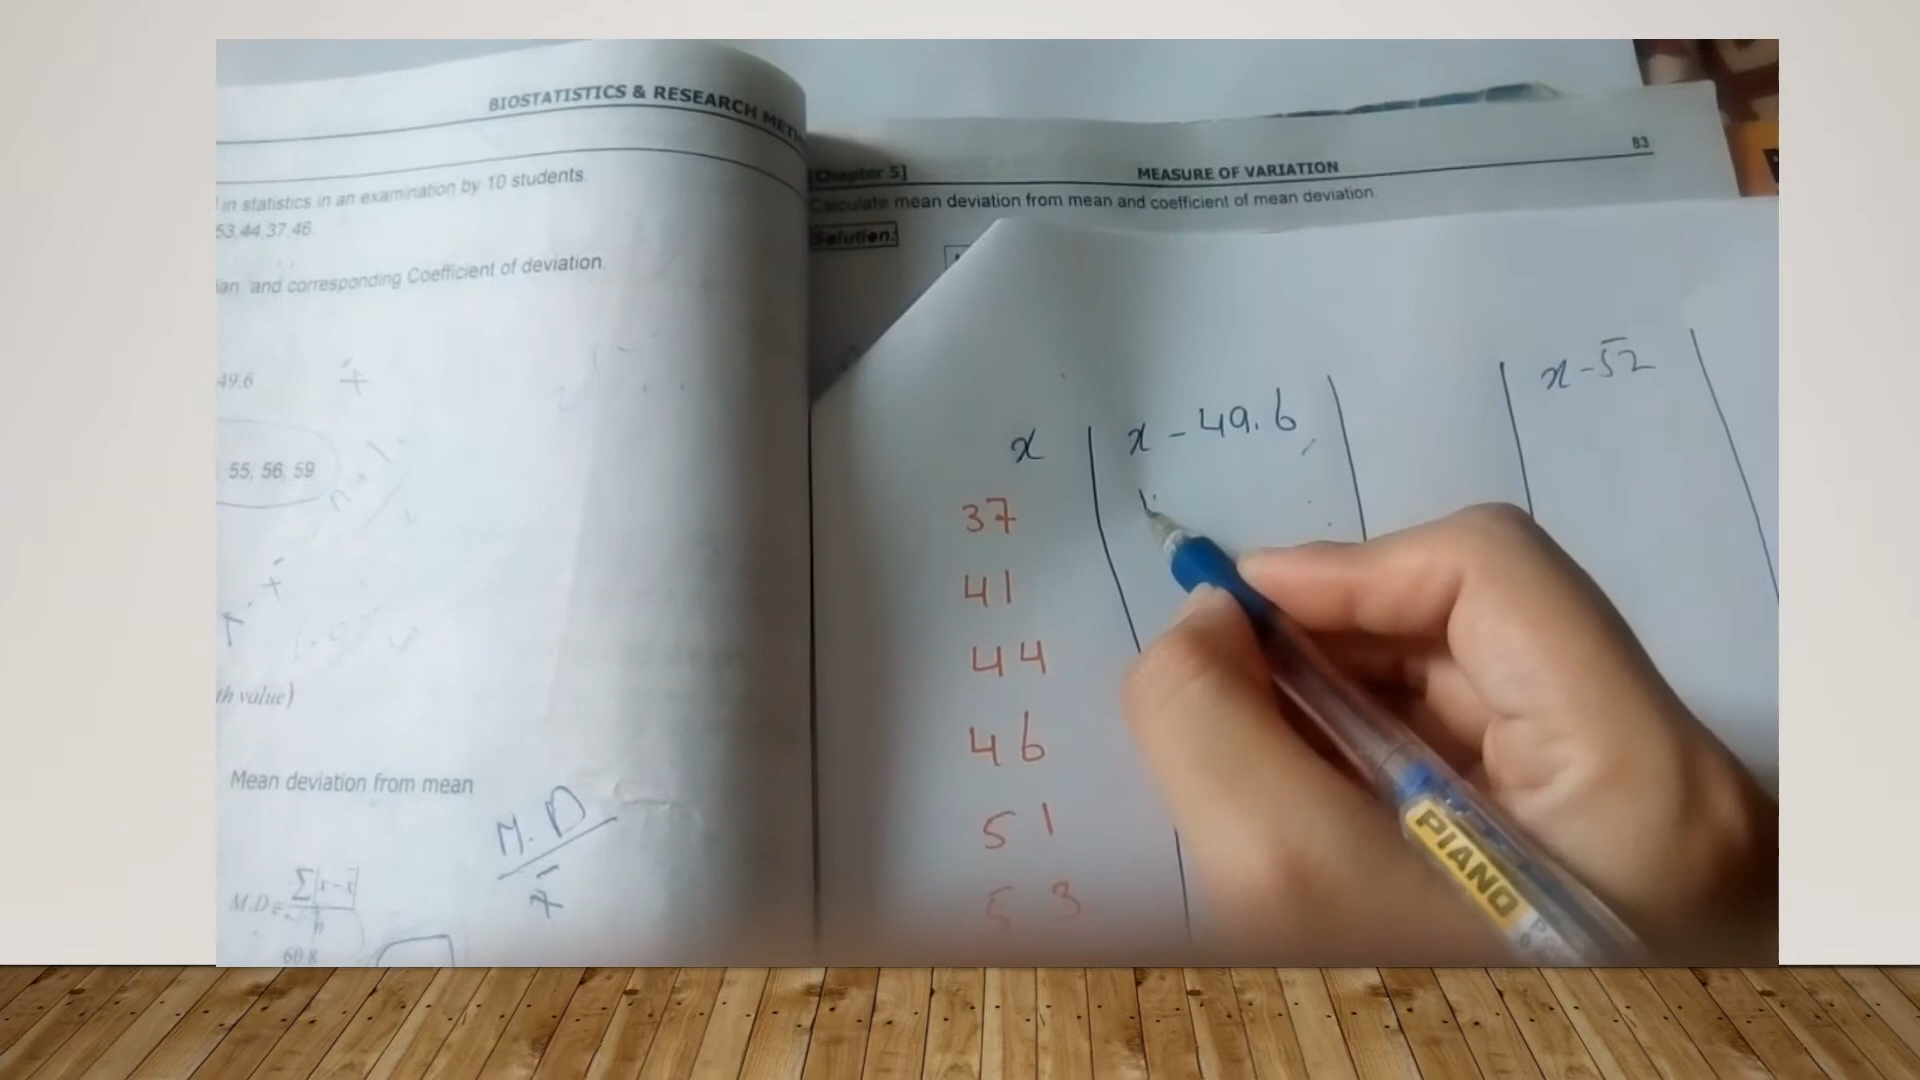 BIOSTATISTICS & RESEARCH METH
in statistics in an examination by 10 students.
53,44,37.46.
and corresponding Coefficient of deviation.
49.6
55, 56, 59
th value)
Mean deviation from mean
M.D
x̄
M.D = Σ|x - x̄|
n
60.8
[Chapter 5] MEASURE OF VARIATION 83
Calculate mean deviation from mean and coefficient of mean deviation.
Solution:
x | x - 49.6 | | x - 52
37
41
44
46
51
53
PIANO